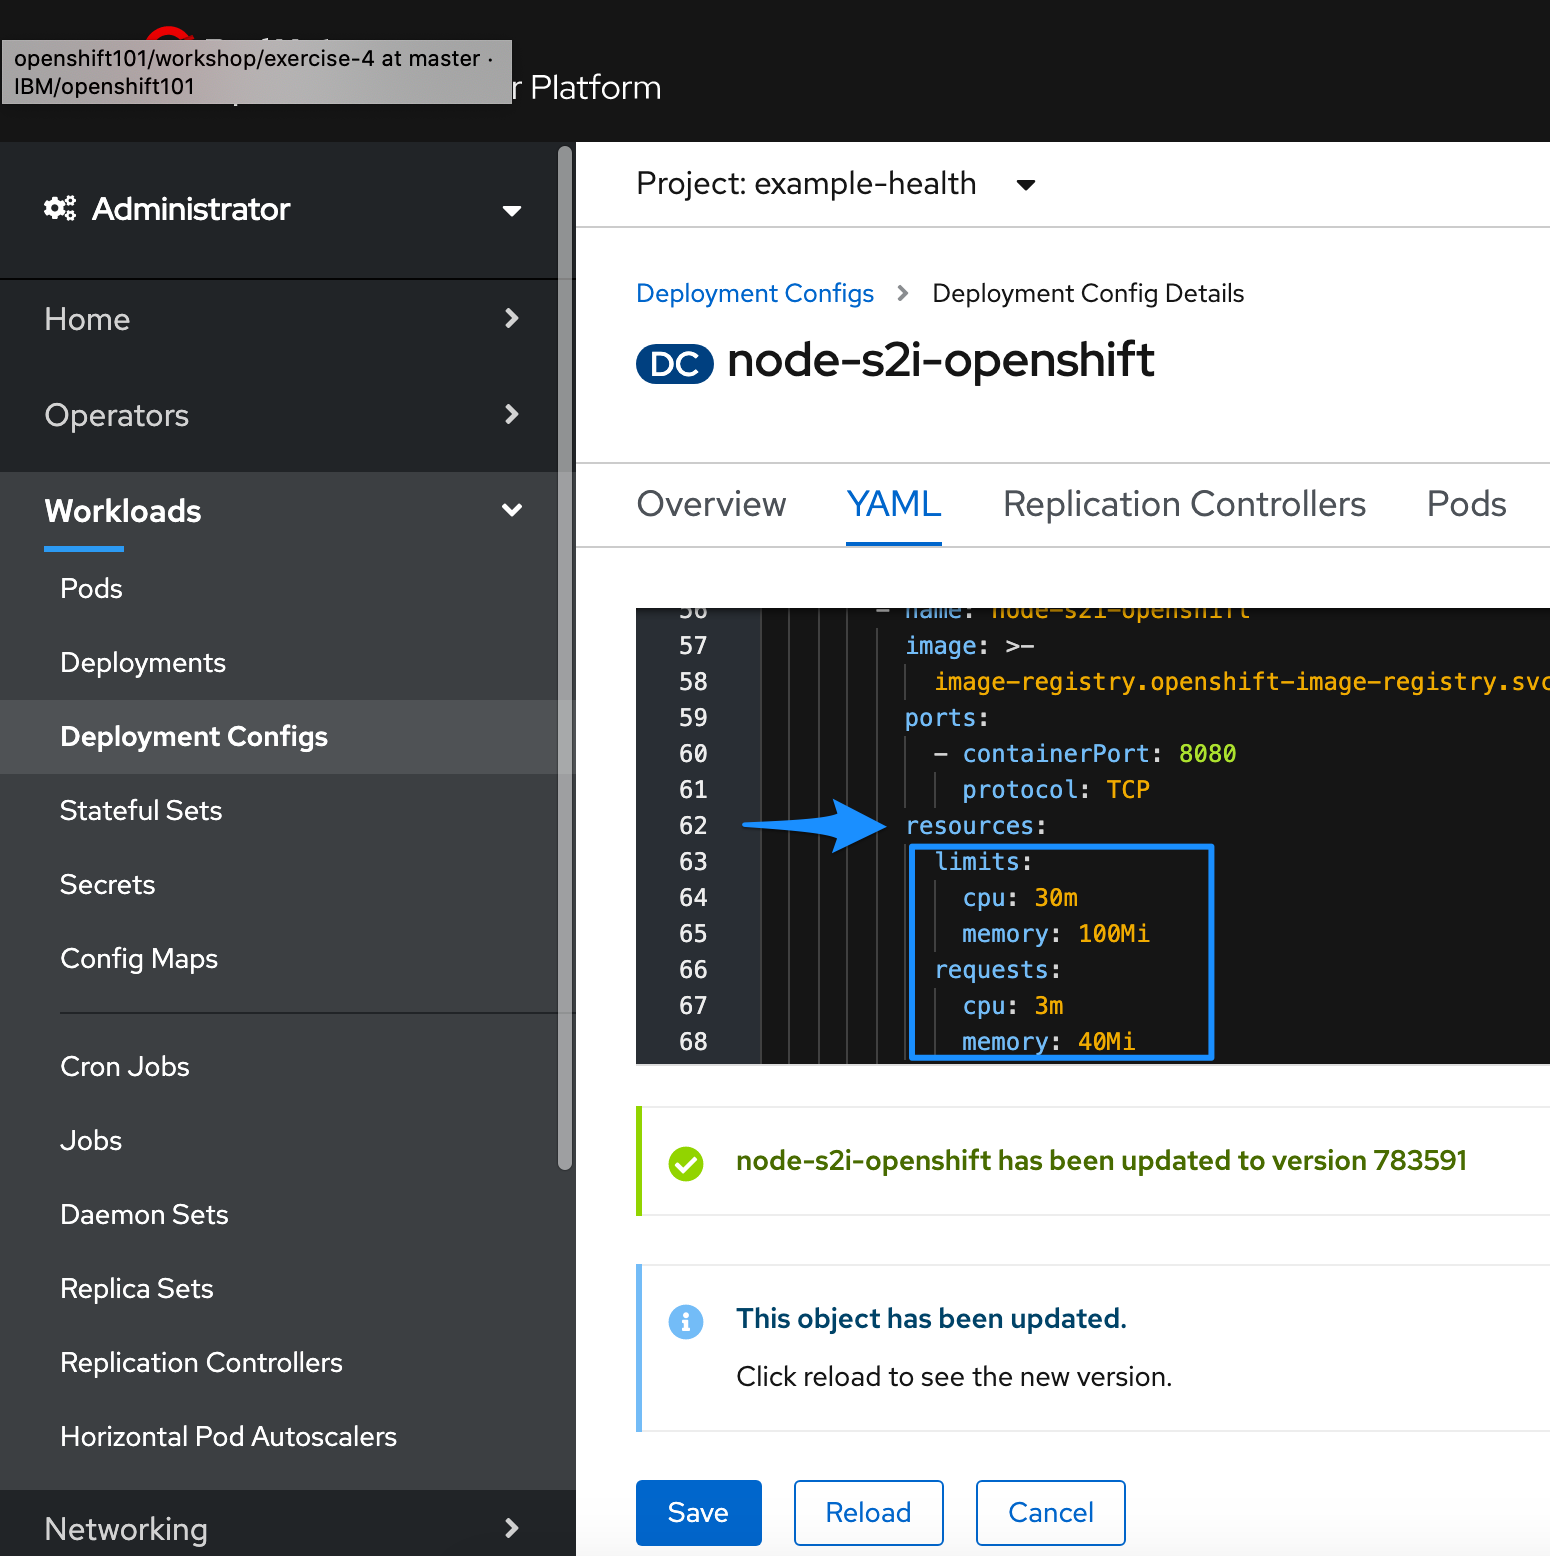 openshift101/workshop/exercise-4 at master ·
IBM/openshift101
r Platform
Administrator
Home
Operators
Workloads
Pods
Deployments
Deployment Configs
Stateful Sets
Secrets
Config Maps
Cron Jobs
Jobs
Daemon Sets
Replica Sets
Replication Controllers
Horizontal Pod Autoscalers
Networking
Project: example-health
Deployment Configs > Deployment Config Details
DC node-s2i-openshift
Overview YAML Replication Controllers Pods
56 - name: node-s2i-openshift
57 image: >-
58 image-registry.openshift-image-registry.svc
59 ports:
60 - containerPort: 8080
61 protocol: TCP
62 resources:
63 limits:
64 cpu: 30m
65 memory: 100Mi
66 requests:
67 cpu: 3m
68 memory: 40Mi
node-s2i-openshift has been updated to version 783591
This object has been updated.
Click reload to see the new version.
Save Reload Cancel